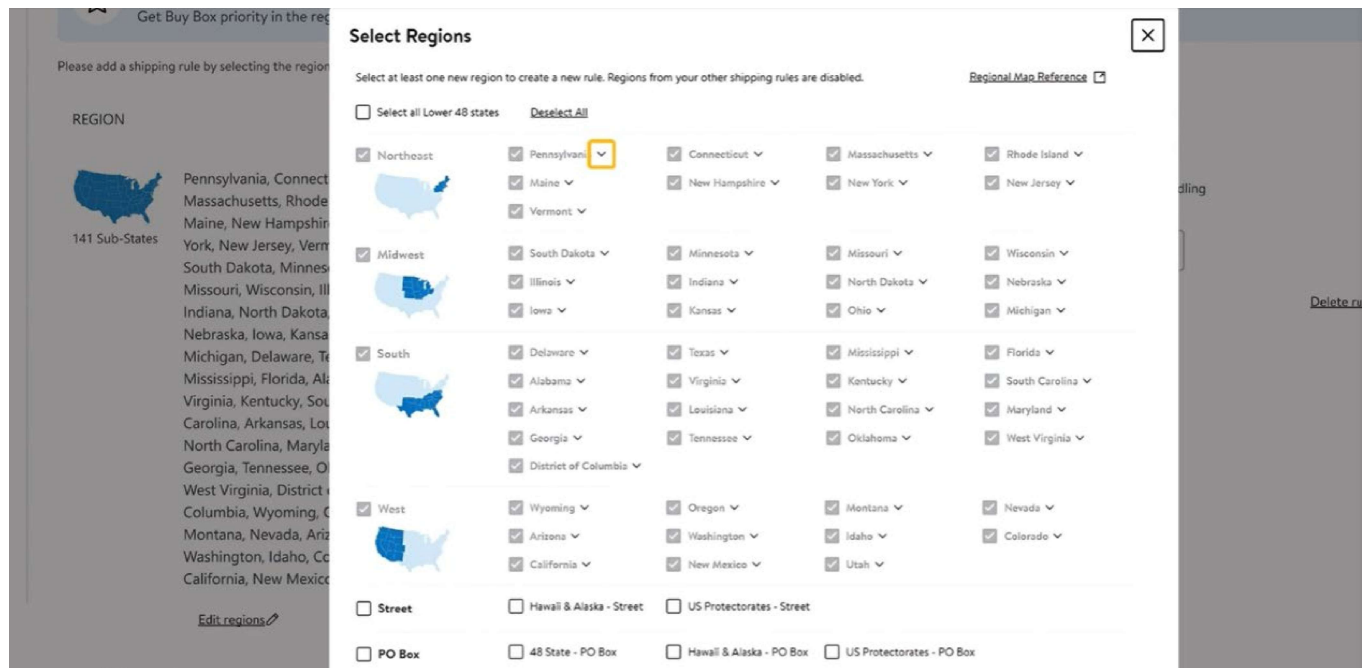 Get Buy Box priority in the reg
Select Regions
Please add a shipping rule by selecting the region
Select at least one new region to create a new rule. Regions from your other shipping rules are disabled.
Regional Map Reference
Select all Lower 48 states Deselect All
REGION
Northeast Pennsylvani Connecticut Massachusetts Rhode Island
Maine New Hampshire New York New Jersey
Vermont
Midwest South Dakota Minnesota Missouri Wisconsin
Illinois Indiana North Dakota Nebraska
Iowa Kansas Ohio Michigan
South Delaware Texas Mississippi Florida
Alabama Virginia Kentucky South Carolina
Arkansas Louisiana North Carolina Maryland
Georgia Tennessee Oklahoma West Virginia
District of Columbia
West Wyoming Oregon Montana Nevada
Arizona Washington Idaho Colorado
California New Mexico Utah
Street Hawaii & Alaska - Street US Protectorates - Street
PO Box 48 State - PO Box Hawaii & Alaska - PO Box US Protectorates - PO Box
141 Sub-States
Pennsylvania, Connect
Massachusetts, Rhode
Maine, New Hampshir
York, New Jersey, Verm
South Dakota, Minnes
Missouri, Wisconsin, Ill
Indiana, North Dakota,
Nebraska, Iowa, Kansa
Michigan, Delaware, Te
Mississippi, Florida, Ala
Virginia, Kentucky, Sou
Carolina, Arkansas, Lou
North Carolina, Maryla
Georgia, Tennessee, O
West Virginia, District
Columbia, Wyoming, O
Montana, Nevada, Ariz
Washington, Idaho, Co
California, New Mexico
Edit regions
dling
Delete ru